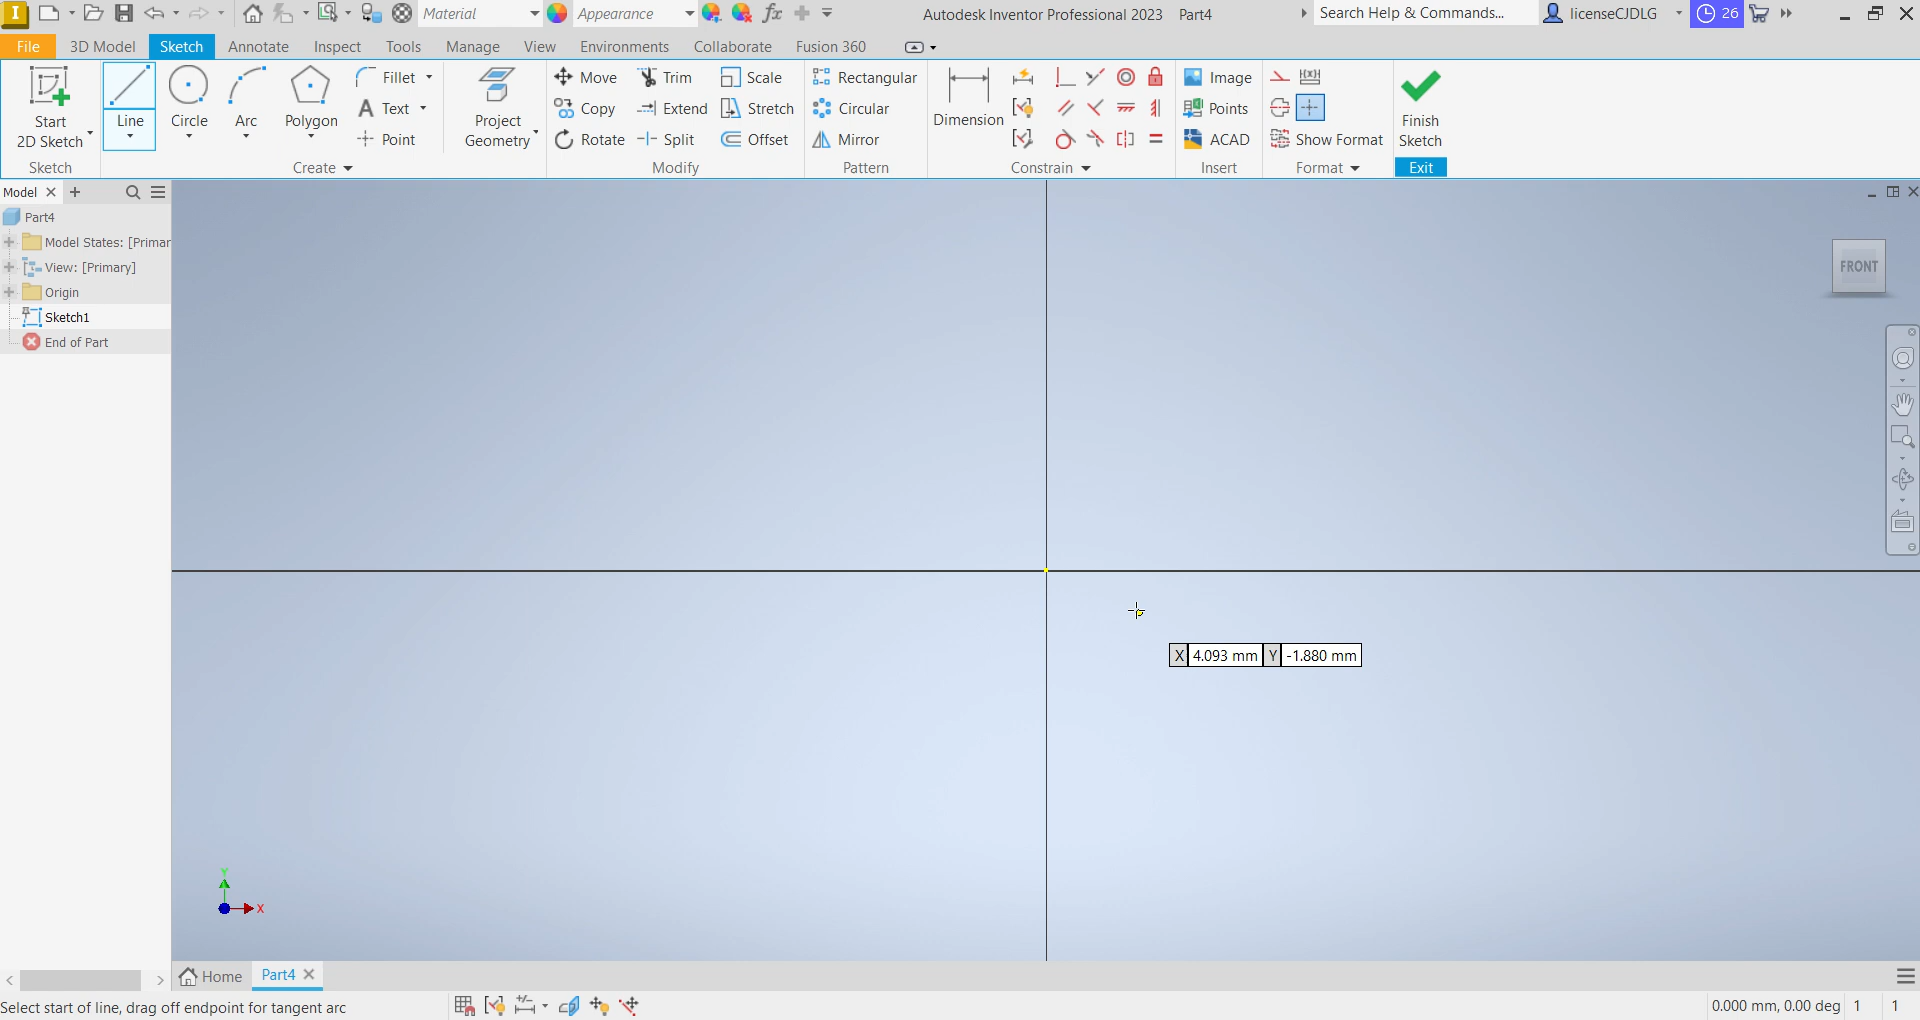 I Material Appearance fx Autodesk Inventor Professional 2023 Part4 Search Help & Commands... licenseCJDLG 26
File 3D Model Sketch Annotate Inspect Tools Manage View Environments Collaborate Fusion 360
Start 2D Sketch Line Circle Arc Polygon Fillet Text Point Project Geometry Move Copy Rotate Trim Extend Split Scale Stretch Offset Rectangular Circular Mirror Dimension Image Points ACAD Show Format Finish Sketch
Sketch Create Modify Pattern Constrain Insert Format Exit
Model
Part4
Model States: [Primar
View: [Primary]
Origin
Sketch1
End of Part
FRONT
X 4.093 mm Y -1.880 mm
Y
X
Home Part4
Select start of line, drag off endpoint for tangent arc 0.000 mm, 0.00 deg 1 1